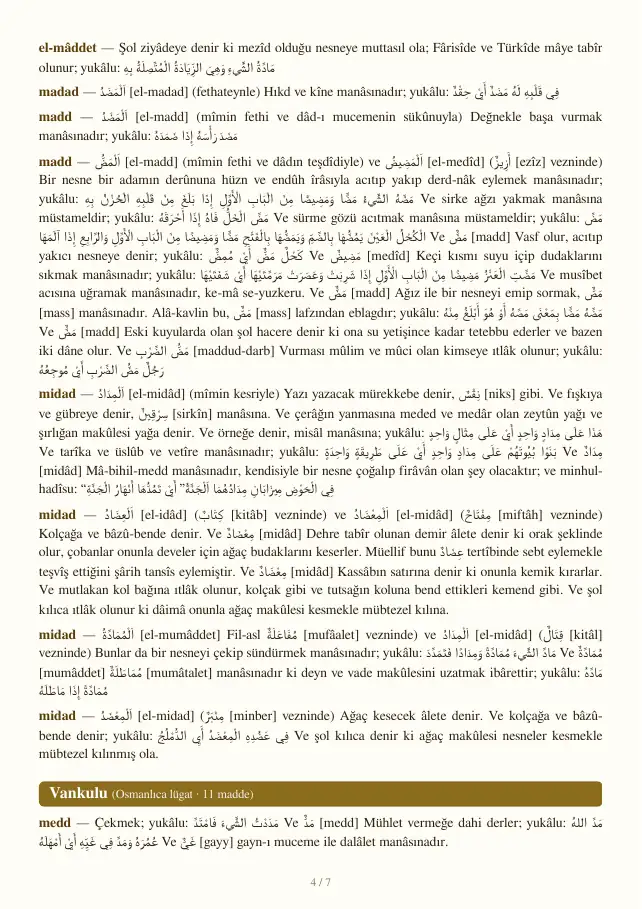 el-mâddet — Şol ziyâdeye denir ki mezîd olduğu nesneye muttasıl ola; Fârisîde ve Türkîde mâye tabîr
olunur; yukâlu: مَادَّةُ الشَّيْءِ وَهِيَ الزِّيَادَةُ الْمُتَّصِلَةُ بِهِ
madad — اَلْمَضَدُ [el-madad] (fethateynle) Hıkd ve kîne manâsınadır; yukâlu: فِي قَلْبِهِ لَهُ مَضَدٌ أَيْ حِقْدٌ
madd — اَلْمَضْدُ [el-madd] (mîmin fethi ve dâd-ı mucemenin sükûnuyla) Değnekle başa vurmak
manâsınadır; yukâlu: مَضَدَ رَأْسَهُ إِذَا ضَمَدَهُ
madd — اَلْمَضُّ [el-madd] (mîmin fethi ve dâdın teşdîdiyle) ve اَلْمَضِيضُ [el-medîd] (أَزِيزٌ [ezîz] vezninde)
Bir nesne bir adamın derûnuna hüzn ve endûh îrâsıyla acıtıp yakıp derd-nâk eylemek manâsınadır;
yukâlu: مَضَّهُ الشَّيْءُ مَضًّا وَمَضِيضًا مِنَ الْبَابِ الْأَوَّلِ إِذَا بَلَغَ مِنْ قَلْبِهِ الْحُزْنُ بِهِ Ve sirke ağzı yakmak manâsına
müstameldir; yukâlu: مَضَّ الْخَلُّ فَاهُ إِذَا أَحْرَقَهُ Ve sürme gözü acıtmak manâsına müstameldir; yukâlu: مَضَّ
الْكُحْلُ الْعَيْنَ يَمُضُّهَا بِالضَّمِّ وَيَمَضُّهَا بِالْفَتْحِ مَضًّا وَمَضِيضًا مِنَ الْبَابِ الْأَوَّلِ وَالرَّابِعِ إِذَا آلَمَهَا Ve مَضٌّ [madd] Vasf olur, acıtıp
yakıcı nesneye denir; yukâlu: كَحْلٌ مَضٌّ أَيْ مُمِضٌّ Ve مَضِيضٌ [medîd] Keçi kısmı suyu içip dudaklarını
sıkmak manâsınadır; yukâlu: مَضَّتِ الْعَنْزُ مَضِيضًا مِنَ الْبَابِ الْأَوَّلِ إِذَا شَرِبَتْ وَعَصَرَتْ مَرَمَّتَيْهَا أَيْ شَفَتَيْهَا Ve musîbet
acısına uğramak manâsınadır, ke-mâ se-yuzkeru. Ve مَضٌّ [madd] Ağız ile bir nesneyi emip sormak, مَصٌّ
[mass] manâsınadır. Alâ-kavlin bu, مَصٌّ [mass] lafzından eblagdır; yukâlu: مَضَّهُ مَضًّا بِمَعْنَى مَصَّهُ أَوْ هُوَ أَبْلَغُ مِنْهُ
Ve مَضٌّ [madd] Eski kuyularda olan şol hacere denir ki ona su yetişince kadar tetebbu ederler ve bazen
iki dâne olur. Ve مَضُّ الضَّرْبِ [maddud-darb] Vurması mûlim ve mûci olan kimseye ıtlâk olunur; yukâlu:
رَجُلٌ مَضُّ الضَّرْبِ أَيْ مُوجِعُهُ
midad — اَلْمِدَادُ [el-midâd] (mîmin kesriyle) Yazı yazacak mürekkebe denir, نِقْسٌ [niks] gibi. Ve fışkıya
ve gübreye denir, سِرْقِينٌ [sirkîn] manâsına. Ve çerâğın yanmasına meded ve medâr olan zeytûn yağı ve
şırlığan makûlesi yağa denir. Ve örneğe denir, misâl manâsına; yukâlu: هَذَا عَلَى مِدَادٍ وَاحِدٍ أَيْ عَلَى مِثَالٍ وَاحِدٍ
Ve tarîka ve üslûb ve vetîre manâsınadır; yukâlu: بَنَوْا بُيُوتَهُمْ عَلَى مِدَادٍ وَاحِدٍ أَيْ عَلَى طَرِيقَةٍ وَاحِدَةٍ Ve مِدَادٌ
[midâd] Mâ-bihil-medd manâsınadır, kendisiyle bir nesne çoğalıp firâvân olan şey olacaktır; ve minhul-
hadîsu: “فِي الْحَوْضِ مِيزَابَانِ مِدَادُهُمَا اَلْجَنَّةُ” أَيْ تَمُدُّهَا أَنْهَارُ الْجَنَّةِ
midad — اَلْعِضَادُ [el-idâd] (كِتَابٌ [kitâb] vezninde) ve اَلْمِعْضَادُ [el-midâd] (مِفْتَاحٌ [miftâh] vezninde)
Kolçağa ve bâzû-bende denir. Ve مِعْضَادٌ [midâd] Dehre tabîr olunan demir âlete denir ki orak şeklinde
olur, çobanlar onunla develer için ağaç budaklarını keserler. Müellif bunu عِضَادٌ tertîbinde sebt eylemekle
teşvîş ettiğini şârih tansîs eylemiştir. Ve مِعْضَادٌ [midâd] Kassâbın satırına denir ki onunla kemik kırarlar.
Ve mutlakan kol bağına ıtlâk olunur, kolçak gibi ve tutsağın koluna bend ettikleri kemend gibi. Ve şol
kılıca ıtlâk olunur ki dâimâ onunla ağaç makûlesi kesmekle mübtezel kılına.
midad — اَلْمُمَادَّةُ [el-mumâddet] Fil-asl مُفَاعَلَةٌ [mufâalet] vezninde) ve اَلْمِدَادُ [el-midâd] (قِتَالٌ [kitâl]
vezninde) Bunlar da bir nesneyi çekip sündürmek manâsınadır; yukâlu: مَادَّ الشَّيْءَ مُمَادَّةً وَمِدَادًا فَتَمَدَّدَ Ve مُمَادَّةٌ
[mumâddet] مُمَاطَلَةٌ [mumâtalet] manâsınadır ki deyn ve vade makûlesini uzatmak ibârettir; yukâlu: مَادَّهُ
مُمَادَّةً إِذَا مَاطَلَهُ
midad — اَلْمِعْضَدُ [el-midad] (مِنْبَرٌ [minber] vezninde) Ağaç kesecek âlete denir. Ve kolçağa ve bâzû-
bende denir; yukâlu: فِي عَضُدِهِ الْمِعْضَدُ أَيِ الدُّمْلُجُ Ve şol kılıca denir ki ağaç makûlesi nesneler kesmekle
mübtezel kılınmış ola.
Vankulu (Osmanlıca lügat · 11 madde)
medd — Çekmek; yukâlu: مَدَدْتُ الشَّيْءَ فَامْتَدَّ Ve مَدٌّ [medd] Mühlet vermeğe dahi derler; yukâlu: مَدَّ اللهُ
عُمُرَهُ وَمَدَّ فِي غَيِّهِ أَيْ أَمْهَلَهُ Ve غَيٌّ [gayy] gayn-ı muceme ile dalâlet manâsınadır.
4 / 7